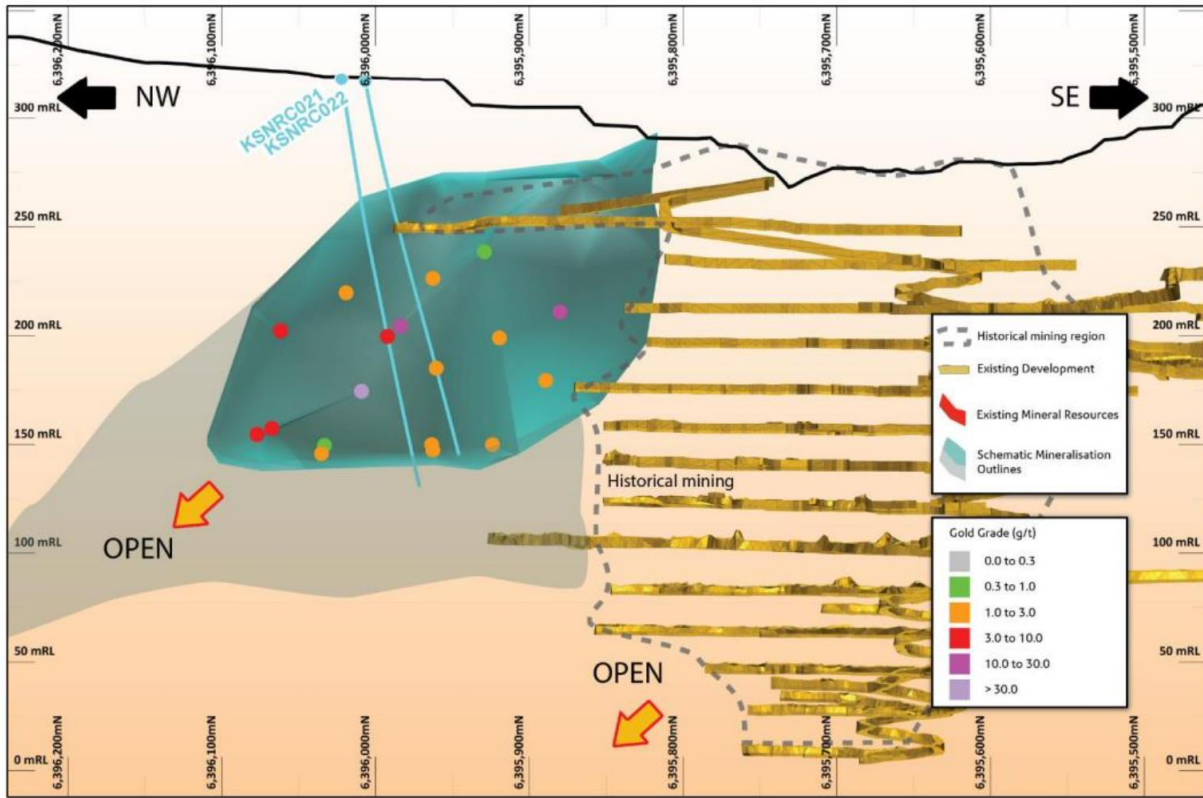 6,396,200mN
6,396,100mN
6,396,000mN
6,395,900mN
6,395,800mN
6,395,700mN
6,395,600mN
6,395,500mN
NW
SE
300 mRL
300 mRL
KSNRC021
KSNRC022
250 mRL
250 mRL
200 mRL
200 mRL
150 mRL
150 mRL
100 mRL
100 mRL
50 mRL
50 mRL
0 mRL
0 mRL
Historical mining
OPEN
OPEN
Historical mining region
Existing Development
Existing Mineral Resources
Schematic Mineralisation
Outlines
Gold Grade (g/t)
0.0 to 0.3
0.3 to 1.0
1.0 to 3.0
3.0 to 10.0
10.0 to 30.0
> 30.0
6,396,200mN
6,396,100mN
6,396,000mN
6,395,900mN
6,395,800mN
6,395,700mN
6,395,600mN
6,395,500mN